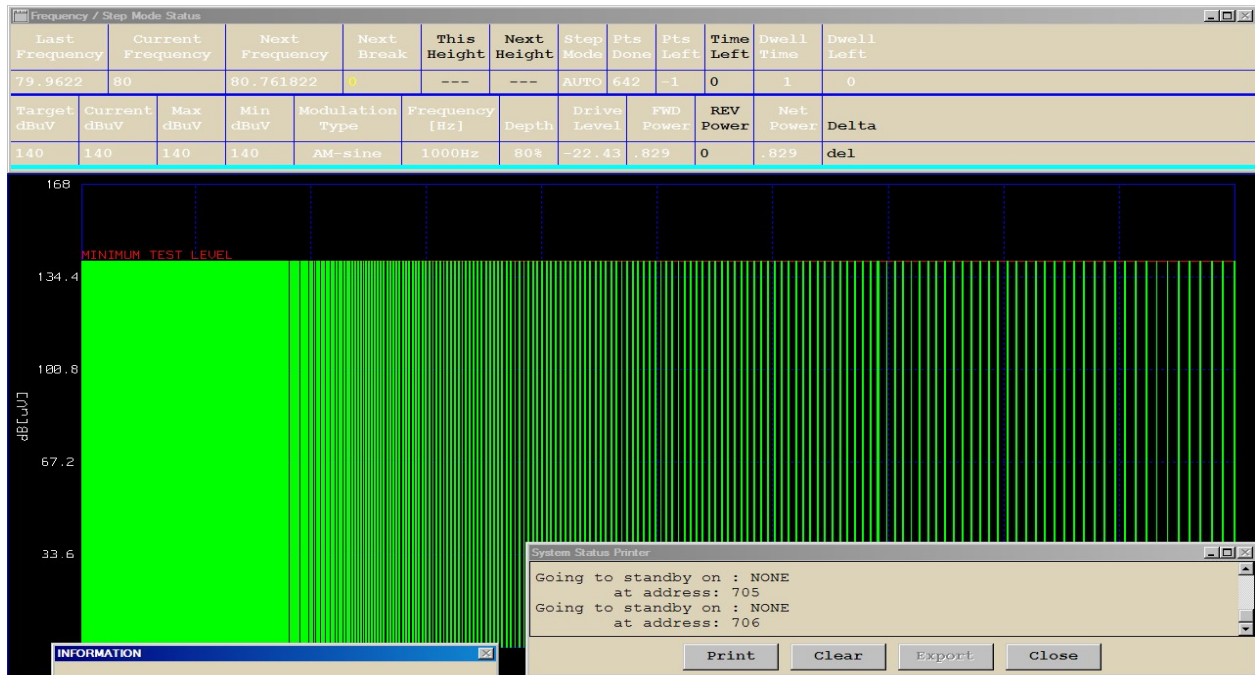 Frequency / Step Mode Status
Last Current Next Next This Next Step Pts Pts Time Dwell Dwell
Frequency Frequency Frequency Break Height Height Mode Done Left Left Time Left
79.9622 80 80.761822 0 --- --- AUTO 642 -1 0 1 0
Target Current Max Min Modulation Frequency Drive FWD REV Net
dBuV dBuV dBuV dBuV Type [Hz] Depth Level Power Power Power Delta
140 140 140 140 AM-sine 1000Hz 80% -22.43 .829 0 .829 del
168
MINIMUM TEST LEVEL
134.4
100.8
dB[uV]
67.2
33.6
System Status Printer
Going to standby on : NONE
at address: 705
Going to standby on : NONE
at address: 706
Print Clear Export Close
INFORMATION